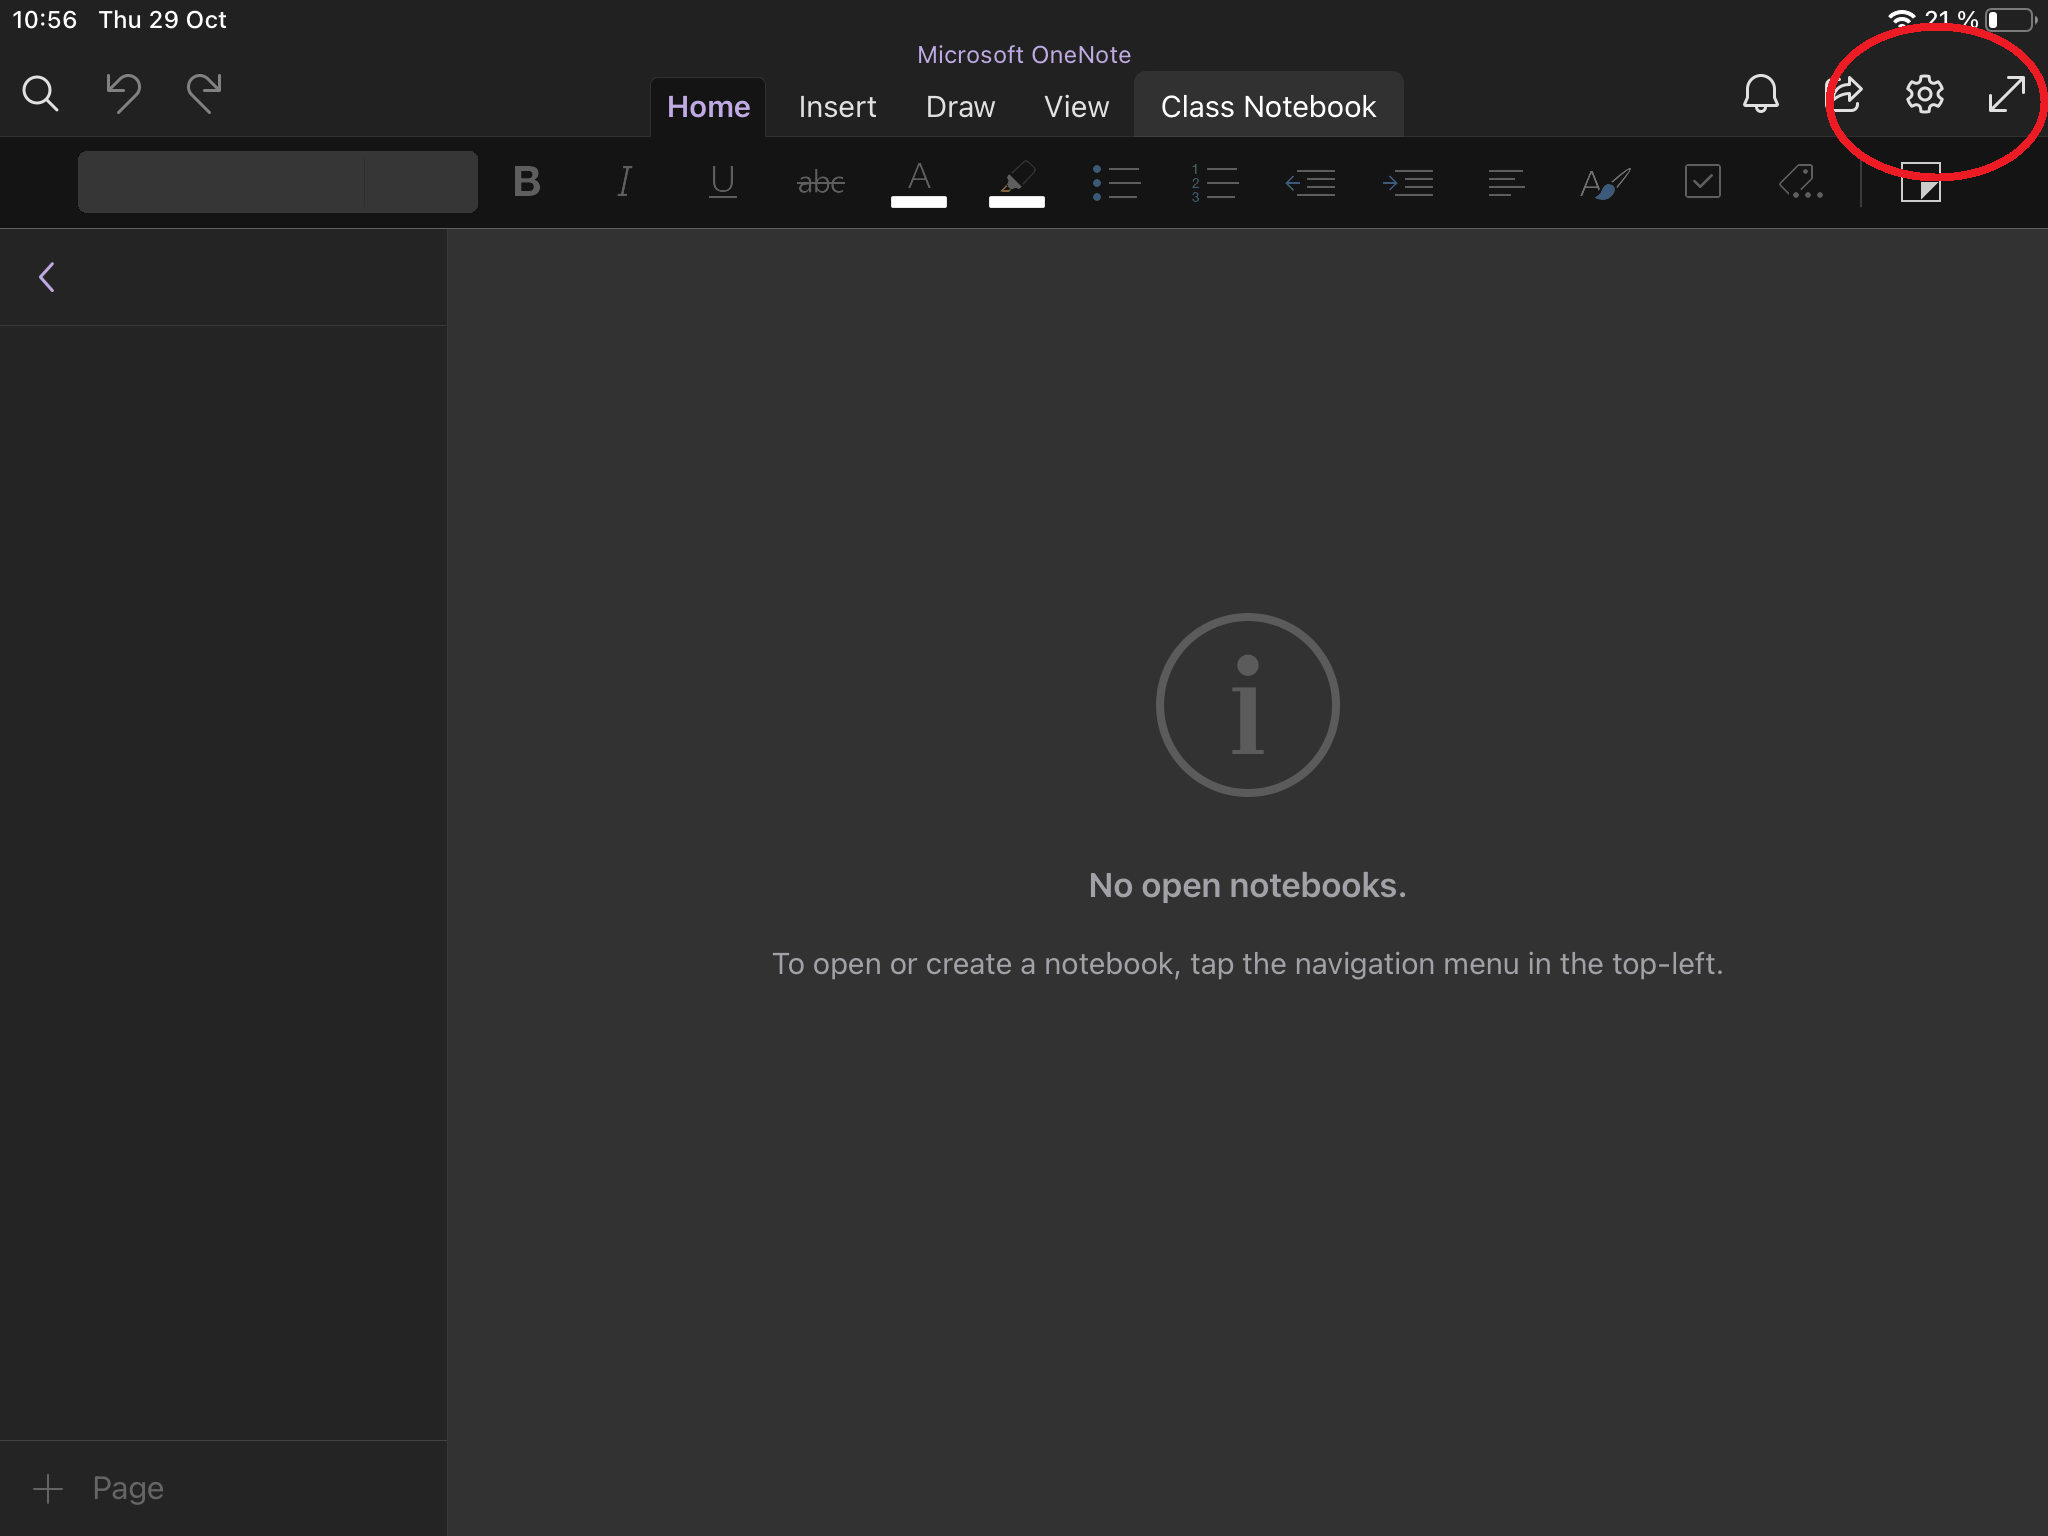 10:56 Thu 29 Oct 21 %
Microsoft OneNote
Home Insert Draw View Class Notebook
B I U abc A 1 2 3 A
i
No open notebooks.
To open or create a notebook, tap the navigation menu in the top-left.
+ Page